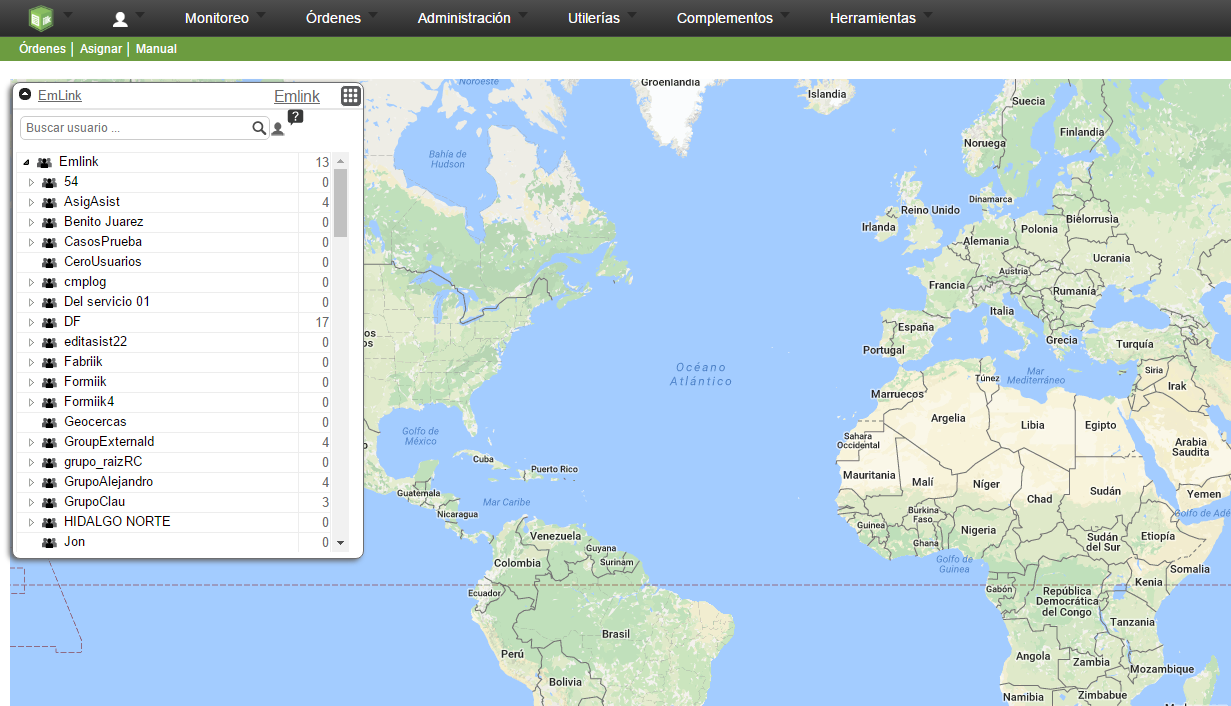 Monitoreo Órdenes Administración Utilerías Complementos Herramientas
Órdenes | Asignar | Manual
EmLink Emlink
Buscar usuario ... ?
Emlink 13
54 0
AsigAsist 4
Benito Juarez 0
CasosPrueba 0
CeroUsuarios 0
cmplog 0
Del servicio 01 0
DF 17
editasist22 0
Fabriik 0
Formiik 0
Formiik4 0
Geocercas 0
GroupExternald 4
grupo_raizRC 0
GrupoAlejandro 4
GrupoClau 3
HIDALGO NORTE 0
Jon 0
Noroeste
Groenlandia
Islandia
Suecia
Finlandia
Noruega
Bahía de
Hudson
Dinamarca
Reino Unido
Irlanda
Bielorrusia
Polonia
Alemania
Ucrania
Austria
Francia
Rumanía
Italia
España
Grecia
Turquía
Portugal
Océano
Atlántico
Mar
Mediterráneo
Siria
Túnez
Irak
Marruecos
Argelia
Libia
Egipto
Golfo de
México
Sahara
Occidental
Arabia
Saudita
Cuba
Puerto Rico
Mauritania
Malí
Níger
Chad
Sudán
Yemen
Guatemala
Mar Caribe
Nicaragua
Burkina
Faso
Golfo de Adé
Guinea
Nigeria
Ghana
Sudán
del Sur
Etiopía
Venezuela
Guyana
Surinam
Colombia
Golfo de
Guinea
Somalia
Kenia
Ecuador
Gabón
República
Democrática
del Congo
Tanzania
Brasil
Perú
Angola
Zambia
Mozambique
Bolivia
Namibia
Zimbabue